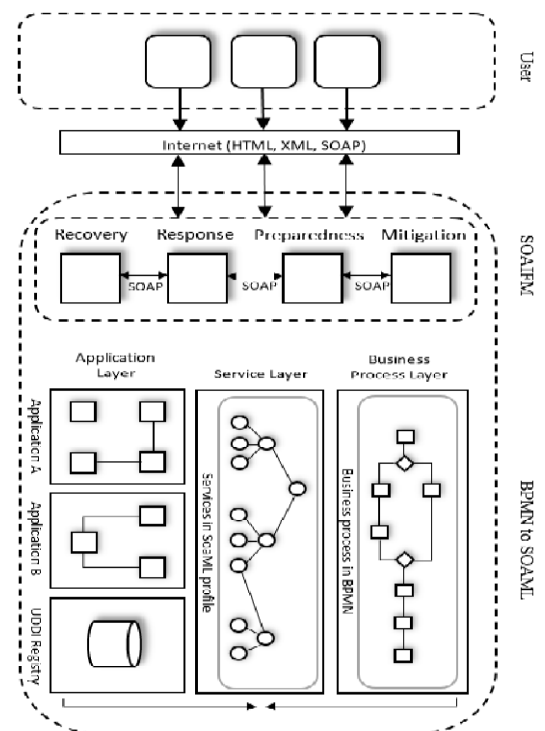 User
Internet (HTML, XML, SOAP)
SOAIFM
Recovery
Response
Preparedness
Mitigation
SOAP
SOAP
SOAP
Application
Layer
Service Layer
Business
Process Layer
BPMN to SOAML
Application A
Application B
UDDI Registry
Services in SoaML profile
Business process in BPMN